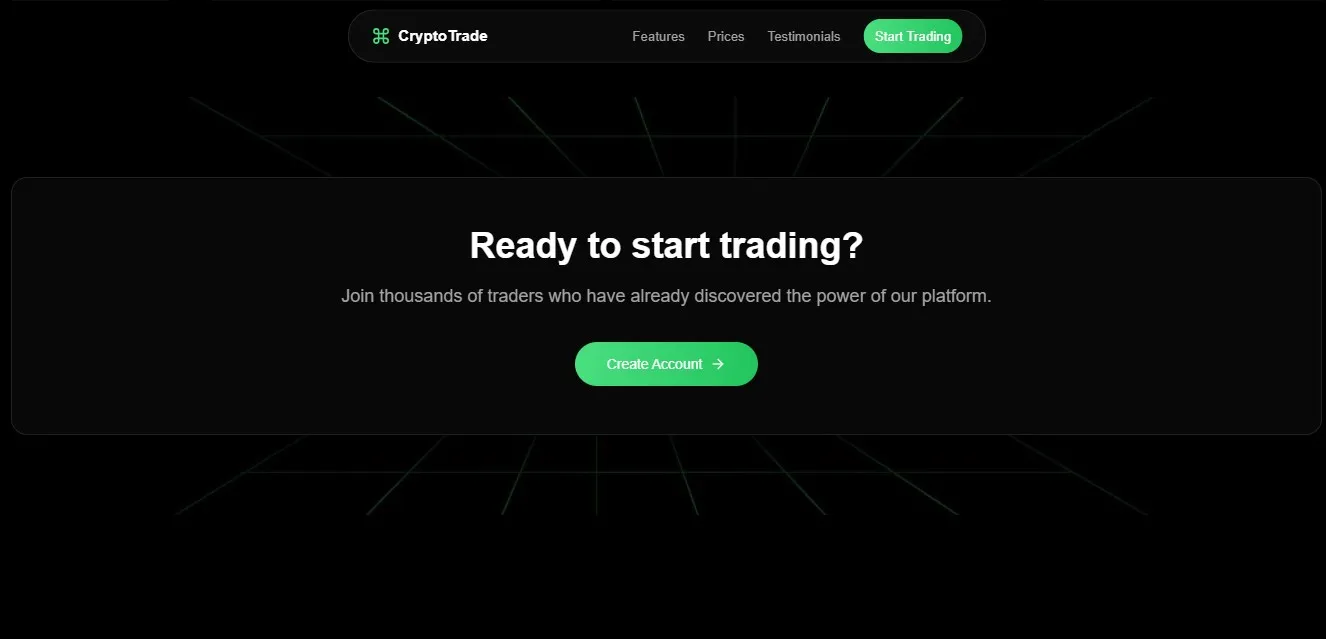 CryptoTrade
Features
Prices
Testimonials
Start Trading
Ready to start trading?
Join thousands of traders who have already discovered the power of our platform.
Create Account →